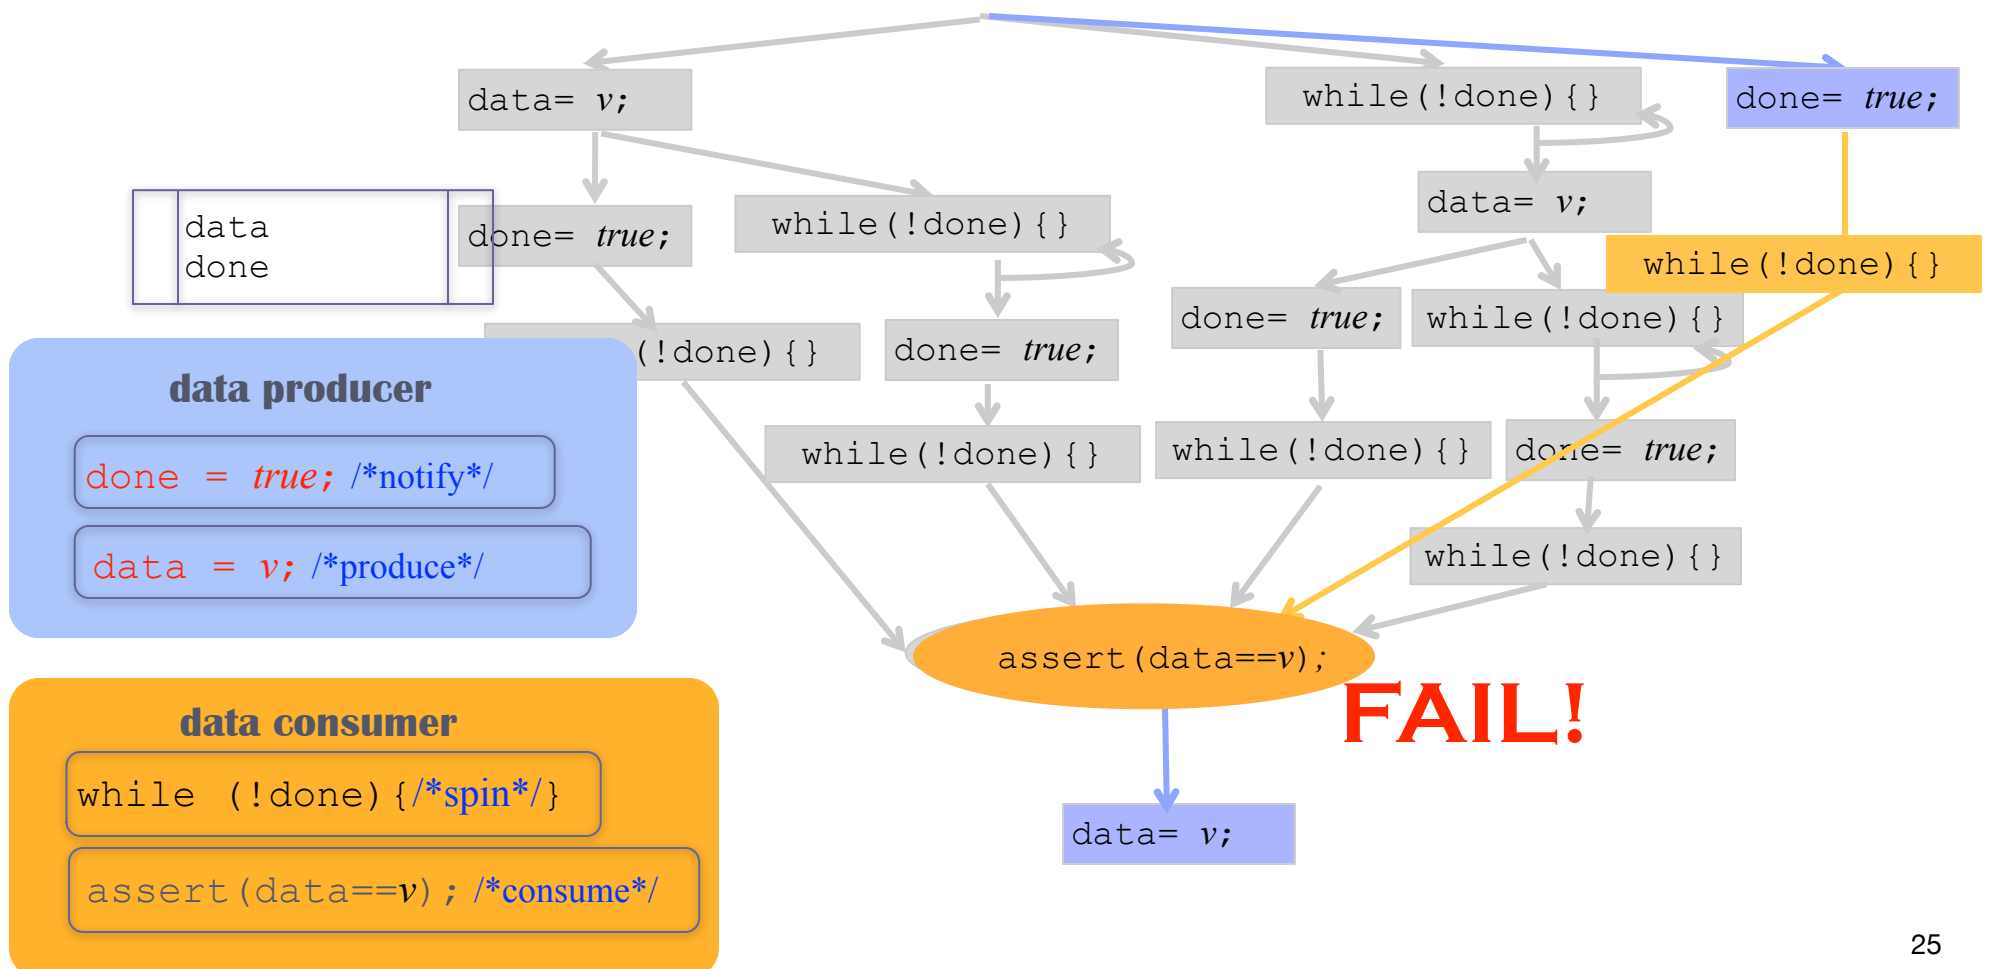 data= v;
while(!done){}
done= true;
data
done
done= true;
while(!done){}
data= v;
while(!done){}
done= true;
while(!done){}
(!done){}
done= true;
while(!done){}
while(!done){}
done= true;
while(!done){}
assert(data==v);
FAIL!
data= v;
data producer
done = true; /*notify*/
data = v; /*produce*/
data consumer
while (!done){/*spin*/}
assert(data==v); /*consume*/
25